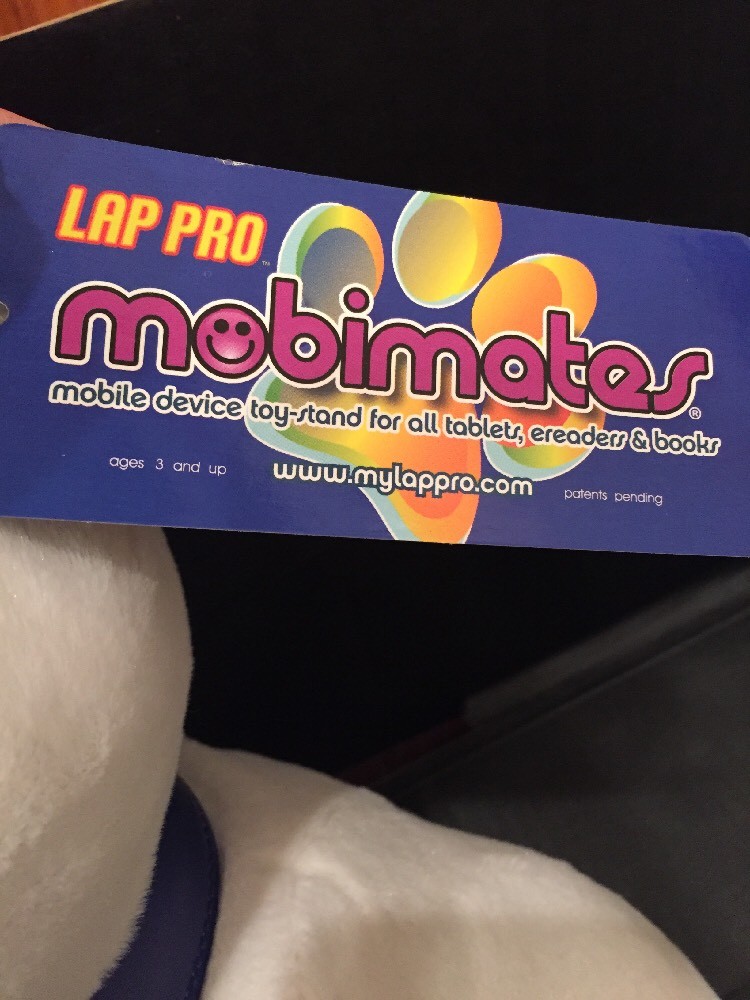 LAP PRO™
mobimates®
mobile device toy-stand for all tablets, ereaders & books
ages 3 and up
www.mylappro.com
patents pending